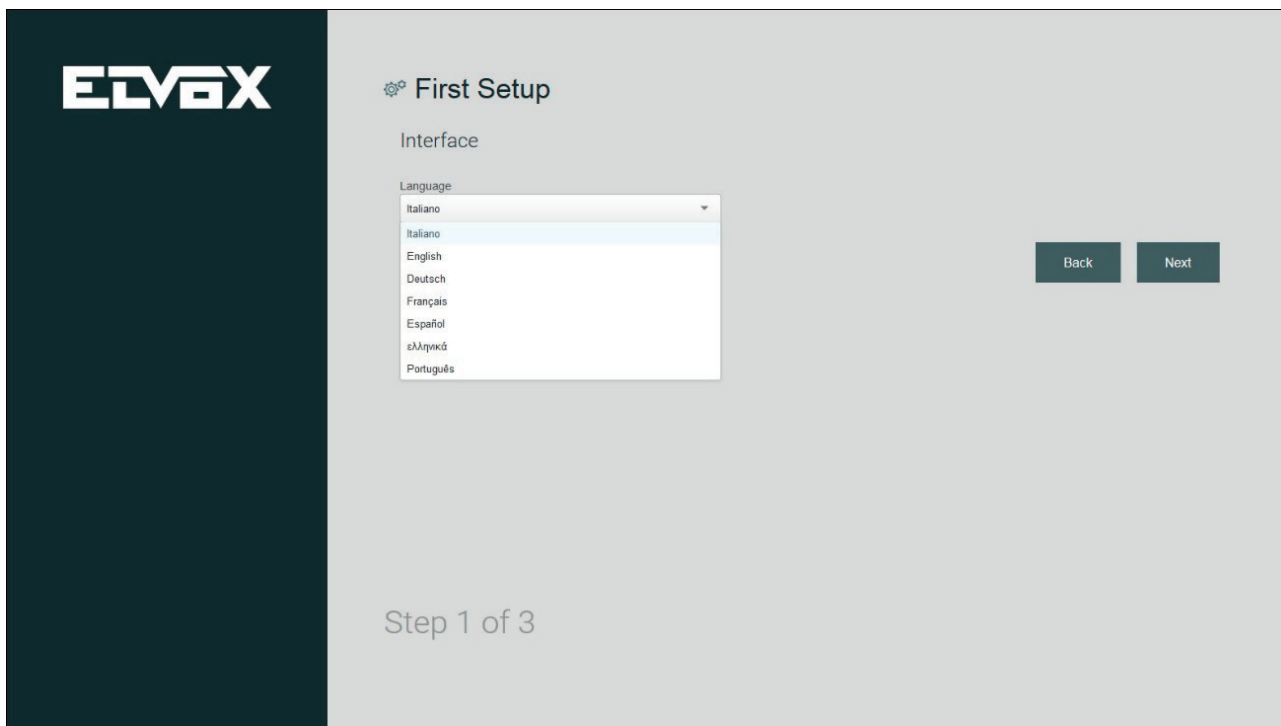 ELVOX
First Setup
Interface
Language
Italiano
Italiano
English
Deutsch
Français
Español
ελληνικά
Português
Back
Next
Step 1 of 3